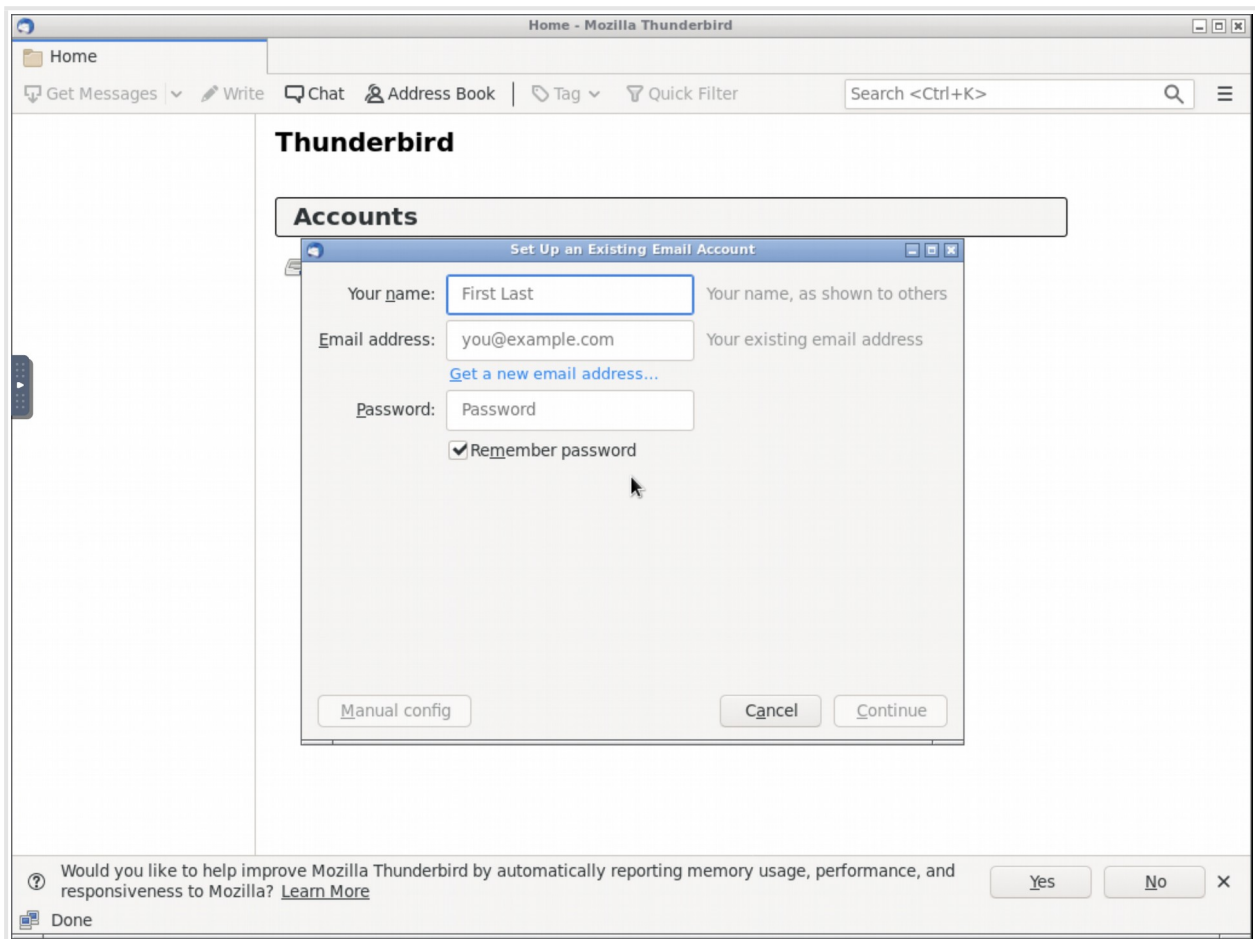 Home - Mozilla Thunderbird
Home
Get Messages Write Chat Address Book Tag Quick Filter Search <Ctrl+K>
Thunderbird
Accounts
Set Up an Existing Email Account
Your name: First Last Your name, as shown to others
Email address: you@example.com Your existing email address
Get a new email address...
Password: Password
Remember password
Manual config Cancel Continue
Would you like to help improve Mozilla Thunderbird by automatically reporting memory usage, performance, and
responsiveness to Mozilla? Learn More
Yes No
Done